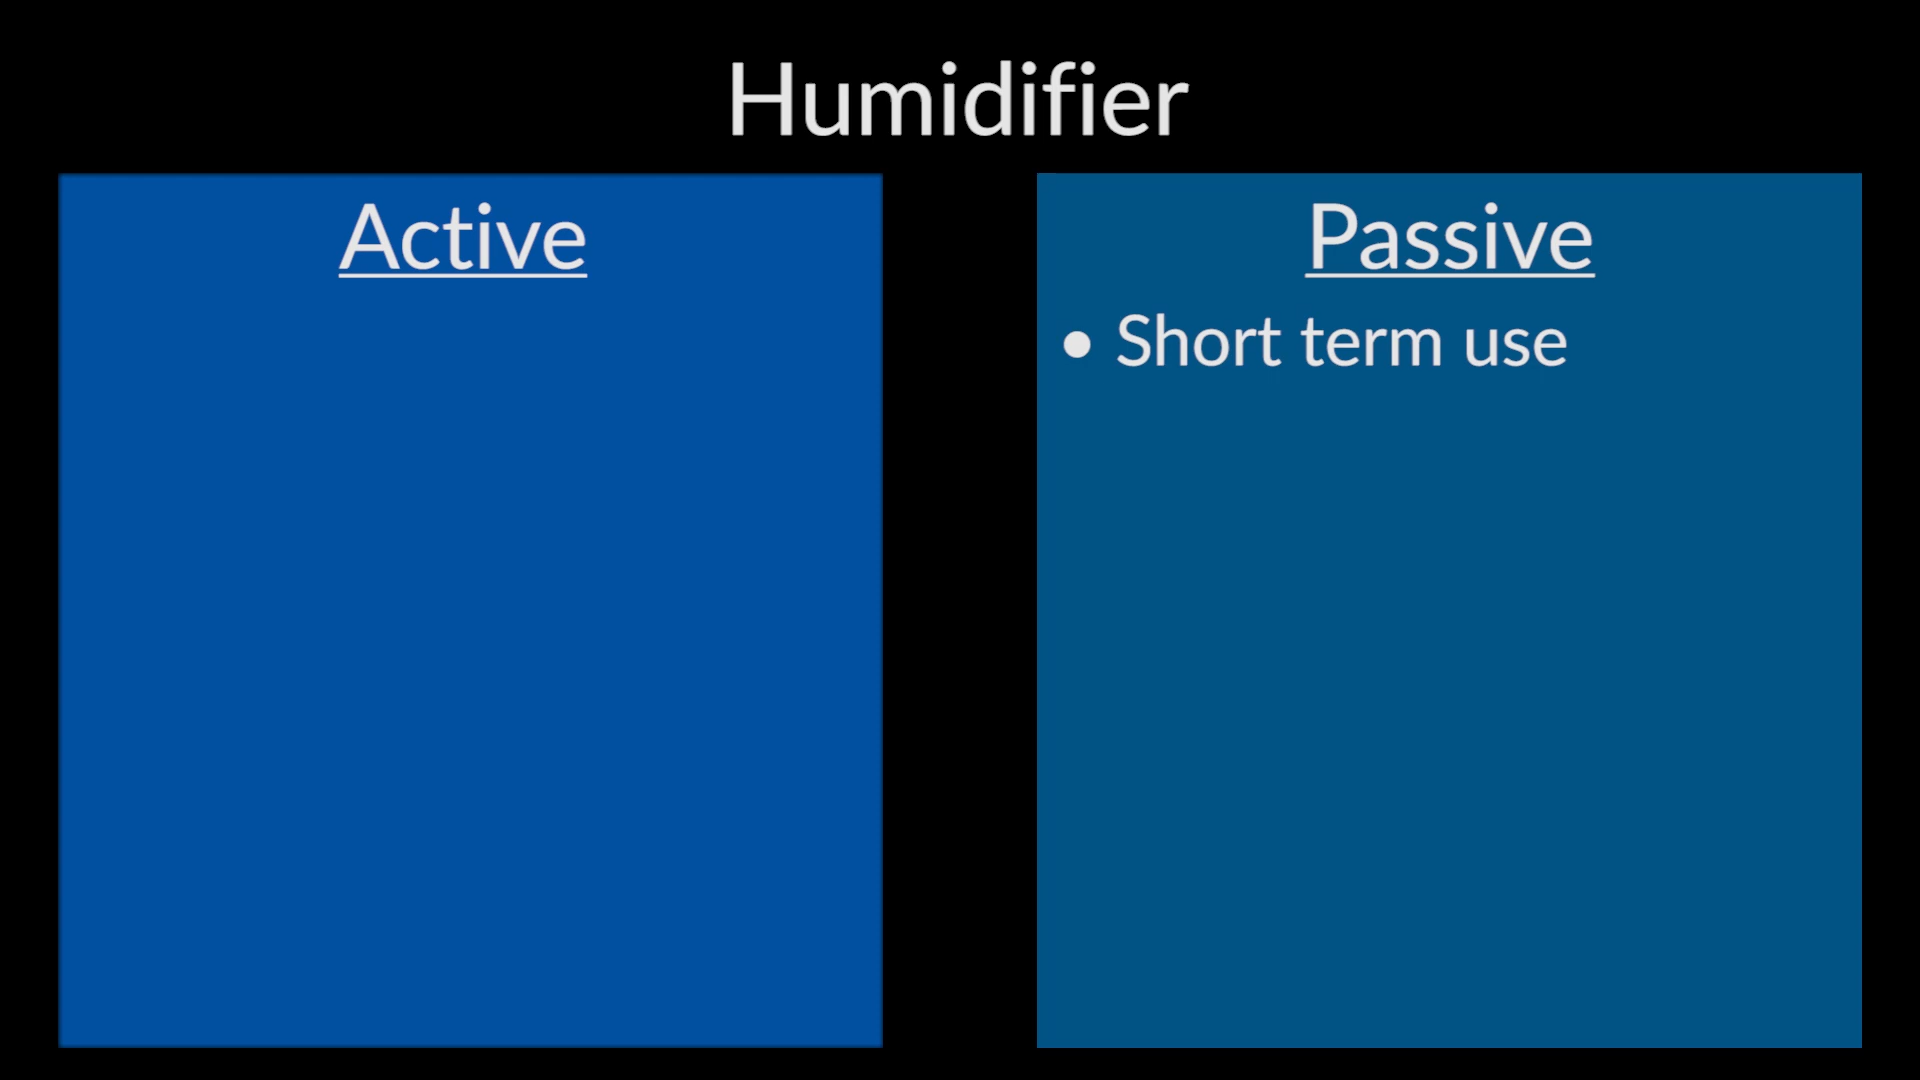 Humidifier
Active
Passive
• Short term use